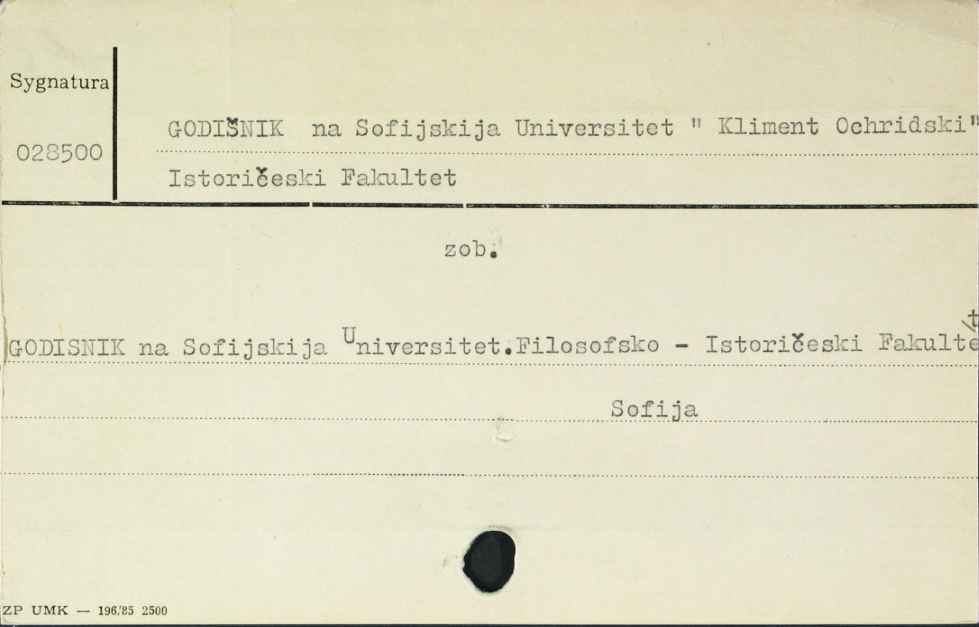 Sygnatura
028500
GODIŠNIK na Sofijskija Universitet " Kliment Ochridski"
Istoričeski Fakultet
zob.
GODISNIK na Sofijskija Universitet.Filosofsko - Istoričeski Fakultet
Sofija
ZP UMK — 196/85 2500